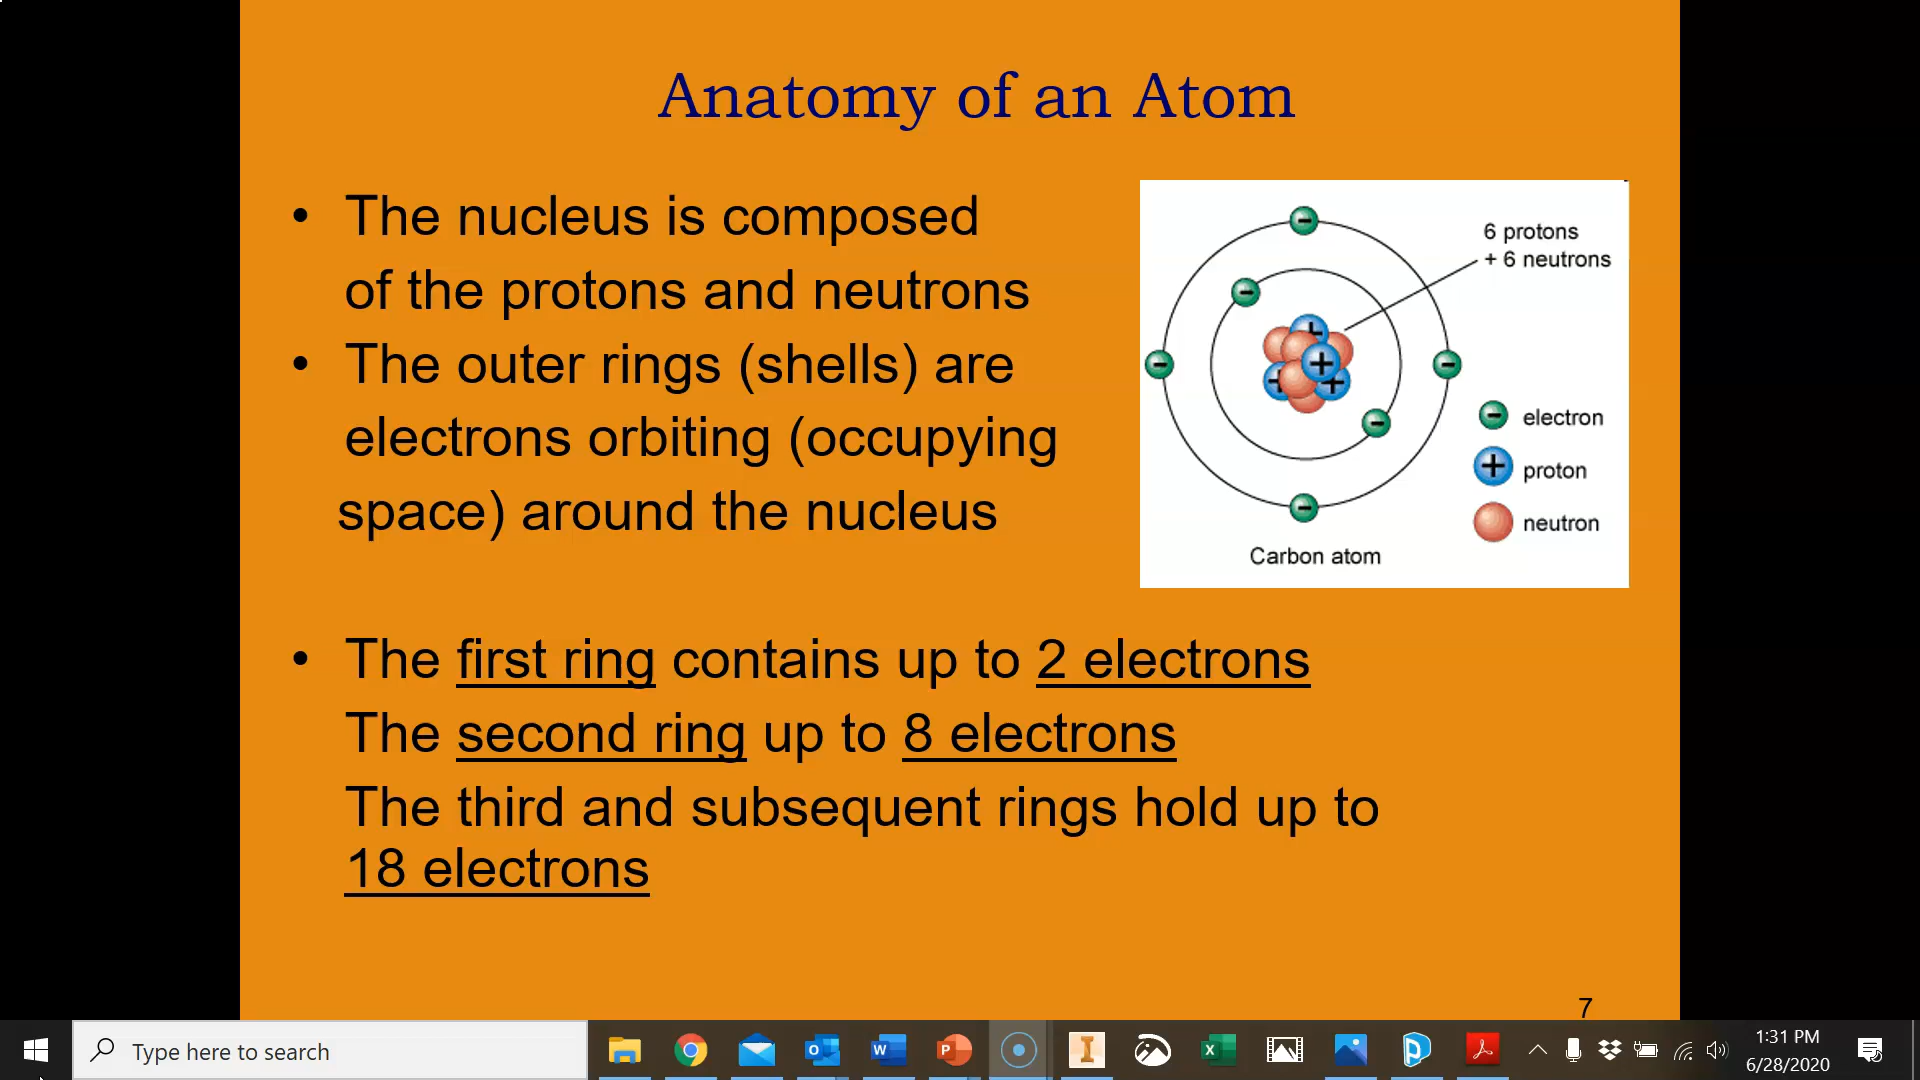 Anatomy of an Atom
• The nucleus is composed
of the protons and neutrons
• The outer rings (shells) are
electrons orbiting (occupying
space) around the nucleus
6 protons
+ 6 neutrons
electron
proton
neutron
Carbon atom
• The first ring contains up to 2 electrons
The second ring up to 8 electrons
The third and subsequent rings hold up to
18 electrons
7
Type here to search
1:31 PM
6/28/2020